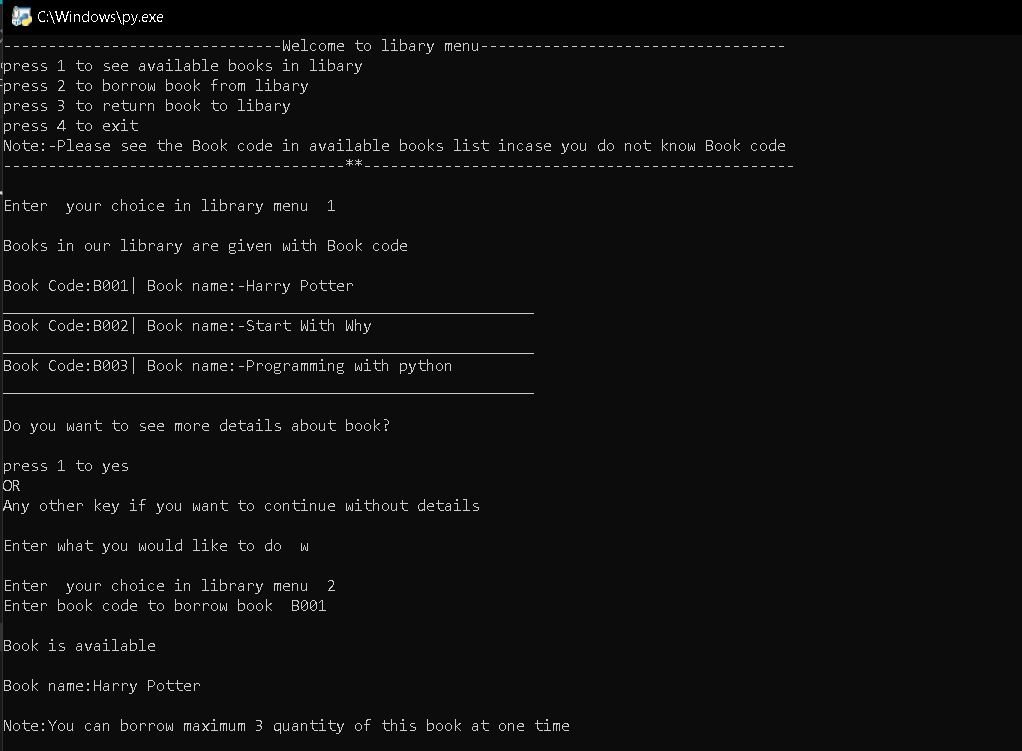 C:\Windows\py.exe
-------------------------------Welcome to libary menu----------------------------------
press 1 to see available books in libary
press 2 to borrow book from libary
press 3 to return book to libary
press 4 to exit
Note:-Please see the Book code in available books list incase you do not know Book code
--------------------------------------**------------------------------------------------
Enter  your choice in library menu  1
Books in our library are given with Book code
Book Code:B001| Book name:-Harry Potter
___________________________________________________________
Book Code:B002| Book name:-Start With Why
___________________________________________________________
Book Code:B003| Book name:-Programming with python
___________________________________________________________
Do you want to see more details about book?
press 1 to yes
OR
Any other key if you want to continue without details
Enter what you would like to do  w
Enter  your choice in library menu  2
Enter book code to borrow book  B001
Book is available
Book name:Harry Potter
Note:You can borrow maximum 3 quantity of this book at one time